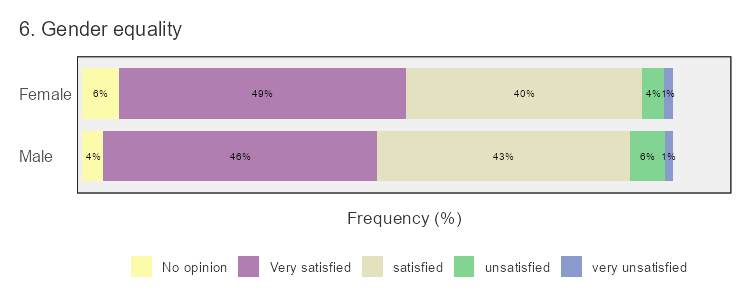 6. Gender equality
Female 6% 49% 40% 4% 1%
Male 4% 46% 43% 6% 1%
Frequency (%)
No opinion Very satisfied satisfied unsatisfied very unsatisfied